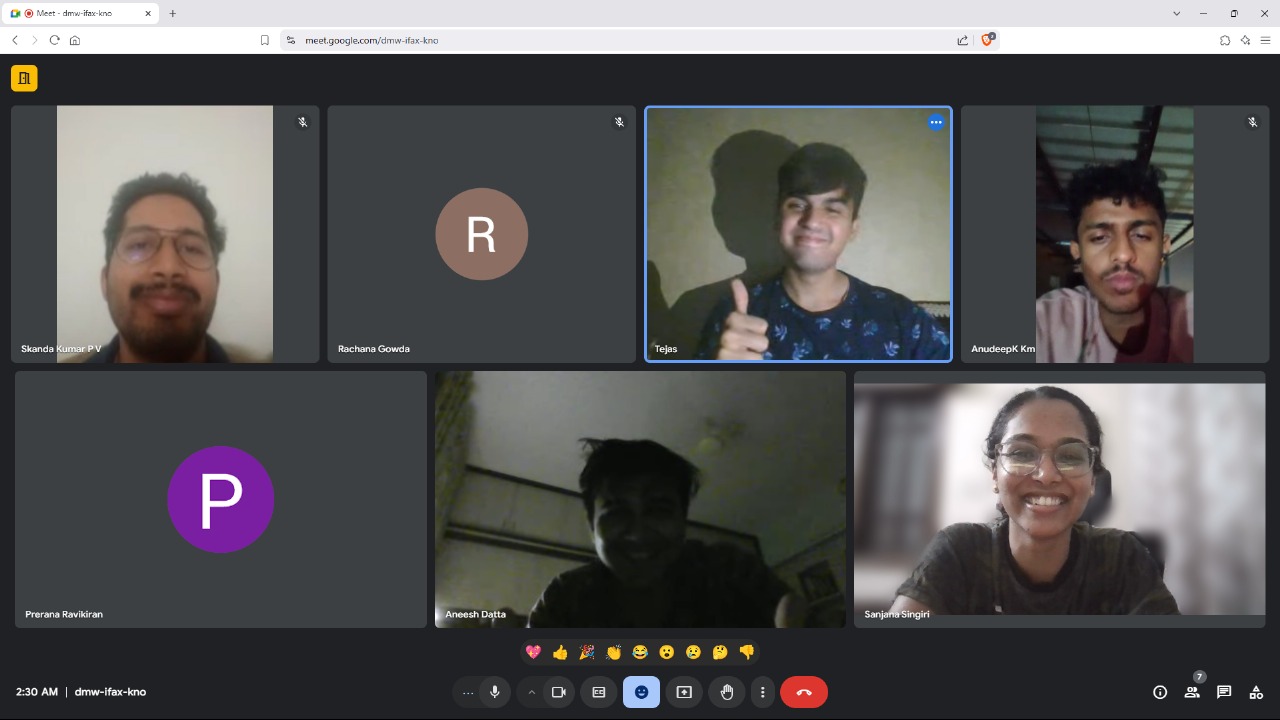 Meet - dmw-ifax-kno
meet.google.com/dmw-ifax-kno
Skanda Kumar P V
R
Rachana Gowda
Tejas
AnudeepK Km
P
Prerana Ravikiran
Aneesh Datta
Sanjana Singiri
2:30 AM | dmw-ifax-kno
CC
7